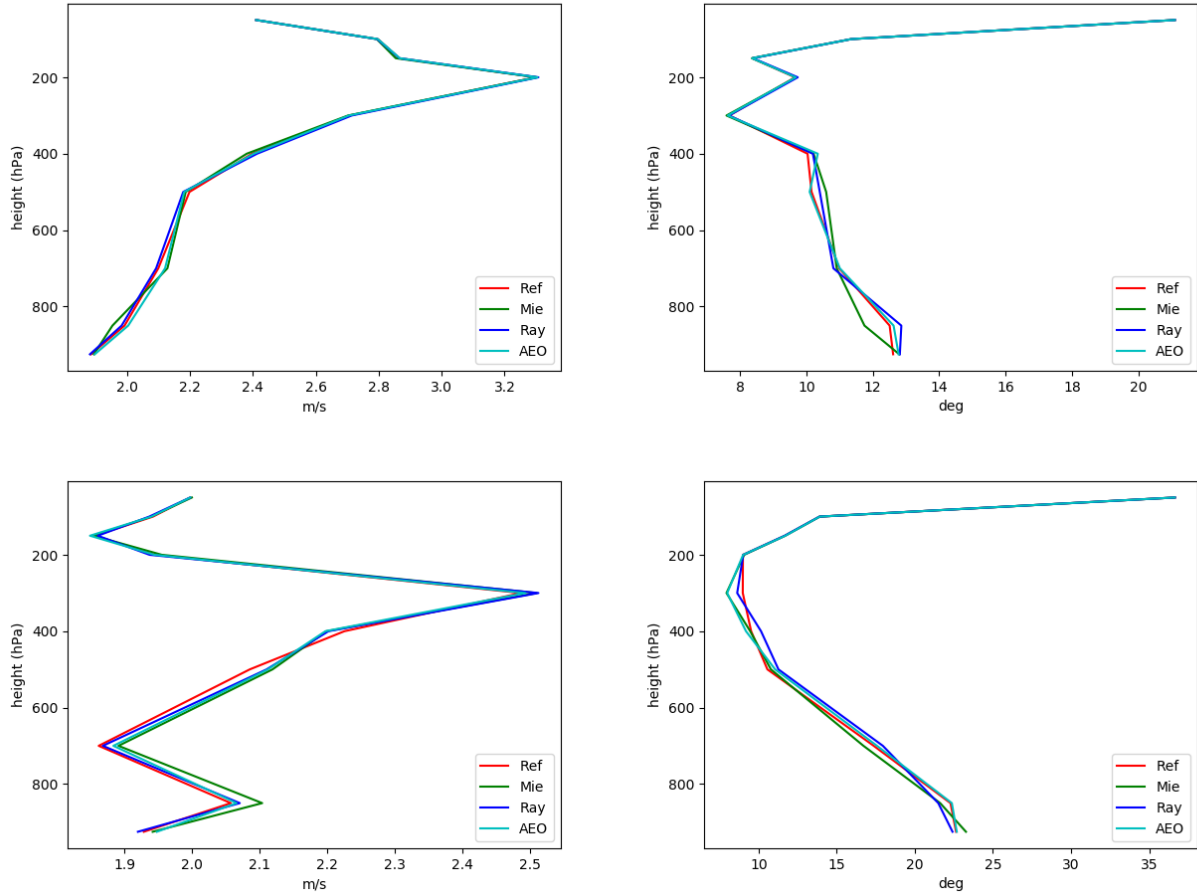 height (hPa)
200
400
600
800
2.0 2.2 2.4 2.6 2.8 3.0 3.2
m/s
Ref
Mie
Ray
AEO
height (hPa)
200
400
600
800
8 10 12 14 16 18 20
deg
Ref
Mie
Ray
AEO
height (hPa)
200
400
600
800
1.9 2.0 2.1 2.2 2.3 2.4 2.5
m/s
Ref
Mie
Ray
AEO
height (hPa)
200
400
600
800
10 15 20 25 30 35
deg
Ref
Mie
Ray
AEO